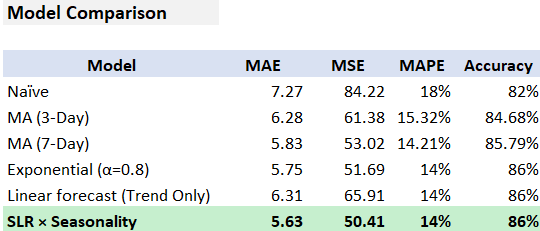 Model Comparison
Model MAE MSE MAPE Accuracy
Naïve 7.27 84.22 18% 82%
MA (3-Day) 6.28 61.38 15.32% 84.68%
MA (7-Day) 5.83 53.02 14.21% 85.79%
Exponential (α=0.8) 5.75 51.69 14% 86%
Linear forecast (Trend Only) 6.31 65.91 14% 86%
SLR × Seasonality 5.63 50.41 14% 86%